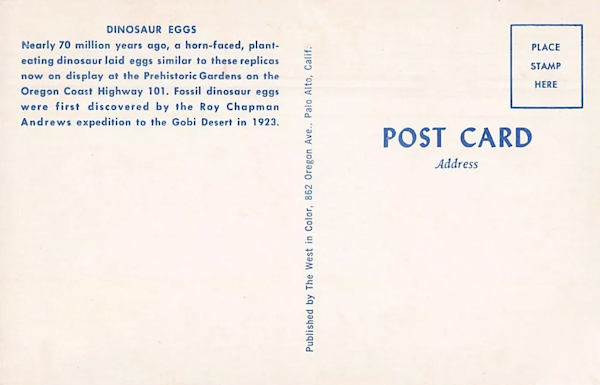 DINOSAUR EGGS
Nearly 70 million years ago, a horn-faced, plant-
eating dinosaur laid eggs similar to these replicas
now on display at the Prehistoric Gardens on the
Oregon Coast Highway 101. Fossil dinosaur eggs
were first discovered by the Roy Chapman
Andrews expedition to the Gobi Desert in 1923.
Published by The West in Color, 862 Oregon Ave., Palo Alto, Calif.
PLACE
STAMP
HERE
POST CARD
Address